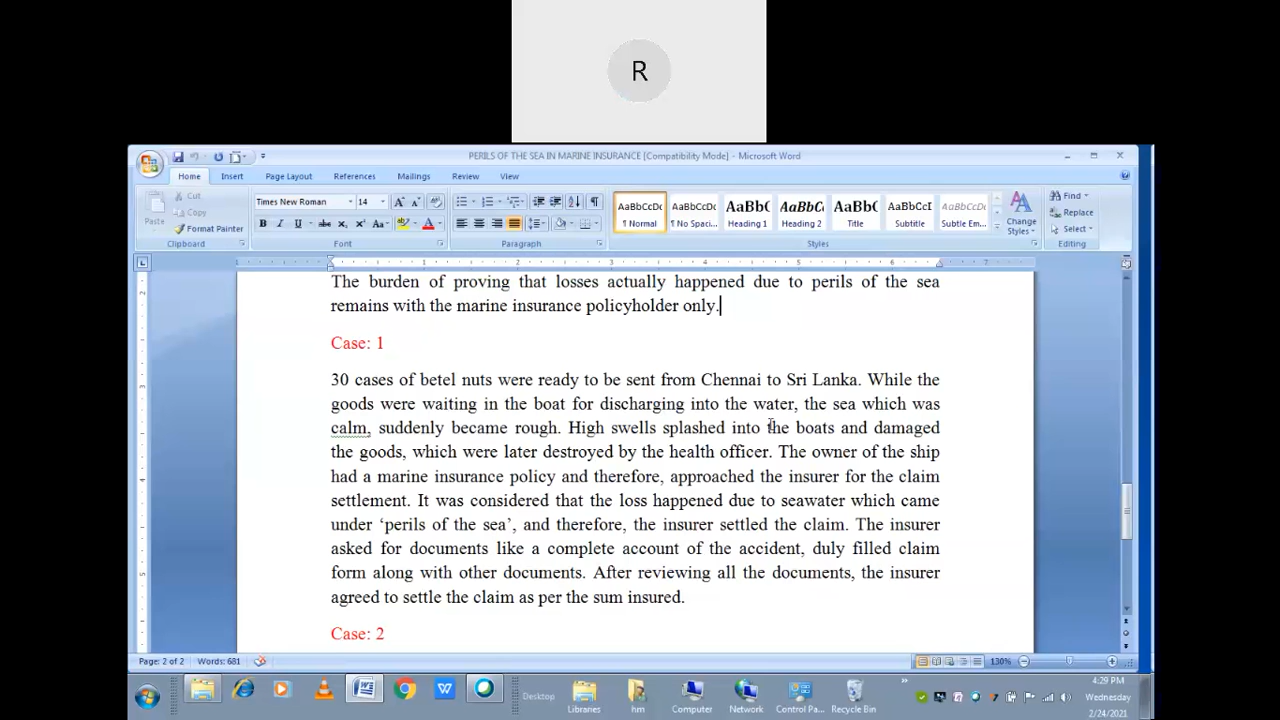 R
PERILS OF THE SEA IN MARINE INSURANCE [Compatibility Mode] - Microsoft Word
Home Insert Page Layout References Mailings Review View
Paste
Cut
Copy
Format Painter
Clipboard
Times New Roman 14
B I U
Font
Paragraph
AaBbCcDc AaBbCcDc AaBbC AaBbCc AaBbC AaBbCcI AaBbCcDc
¶ Normal ¶ No Spaci... Heading 1 Heading 2 Title Subtitle Subtle Em...
Styles
Change Styles
Find
Replace
Select
Editing
The burden of proving that losses actually happened due to perils of the sea
remains with the marine insurance policyholder only.
Case: 1
30 cases of betel nuts were ready to be sent from Chennai to Sri Lanka. While the
goods were waiting in the boat for discharging into the water, the sea which was
calm, suddenly became rough. High swells splashed into the boats and damaged
the goods, which were later destroyed by the health officer. The owner of the ship
had a marine insurance policy and therefore, approached the insurer for the claim
settlement. It was considered that the loss happened due to seawater which came
under ‘perils of the sea’, and therefore, the insurer settled the claim. The insurer
asked for documents like a complete account of the accident, duly filled claim
form along with other documents. After reviewing all the documents, the insurer
agreed to settle the claim as per the sum insured.
Case: 2
Page: 2 of 2 Words: 681 130%
Desktop Libraries hm Computer Network Control Pa... Recycle Bin
4:29 PM
Wednesday
2/24/2021